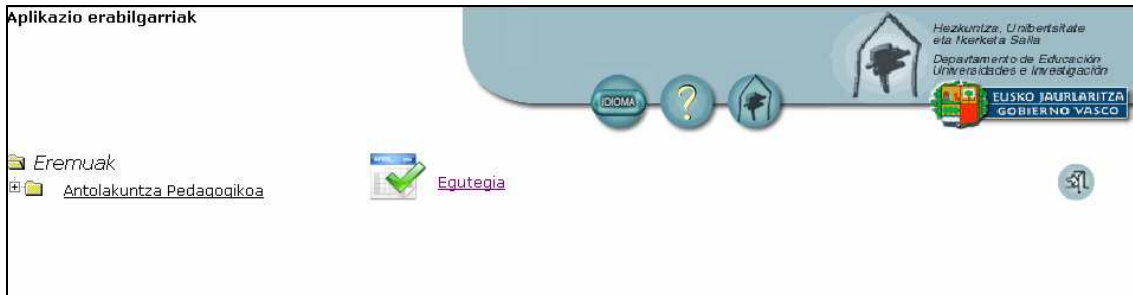 Aplikazio erabilgarriak
Hezkuntza, Unibertsitate
eta Ikerketa Saila
Departamento de Educación
Universidades e Investigación
IDIOMA
?
EUSKO JAURLARITZA
GOBIERNO VASCO
Eremuak
Antolakuntza Pedagogikoa
Egutegia